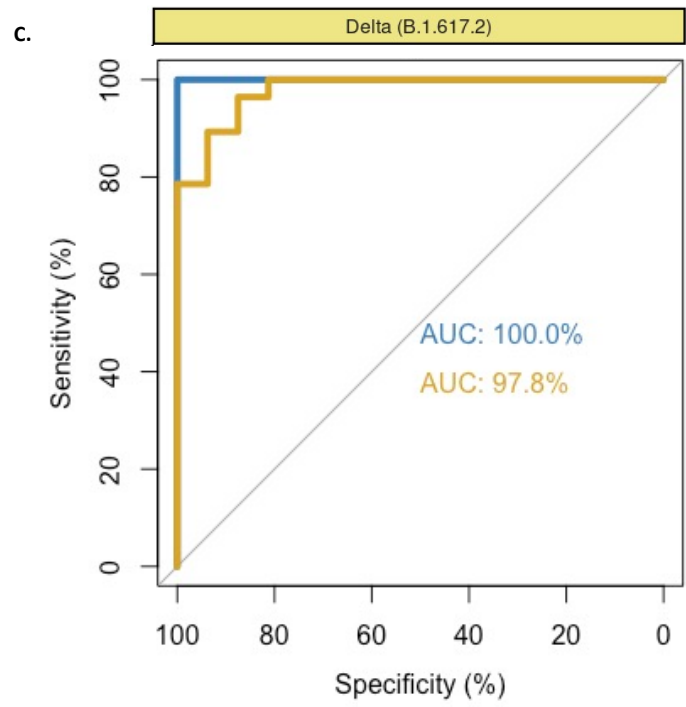 c.
Delta (B.1.617.2)
100
80
60
40
20
0
Sensitivity (%)
AUC: 100.0%
AUC: 97.8%
100 80 60 40 20 0
Specificity (%)